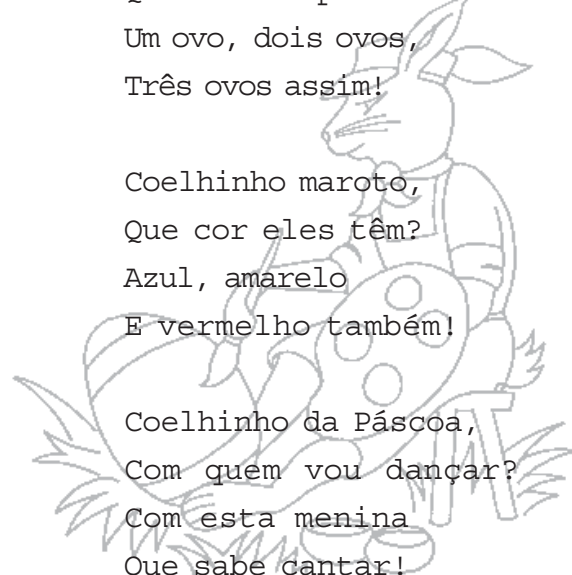 Um ovo, dois ovos,
Três ovos assim!
Coelhinho maroto,
Que cor eles têm?
Azul, amarelo
E vermelho também!
Coelhinho da Páscoa,
Com quem vou dançar?
Com esta menina
Que sabe cantar!